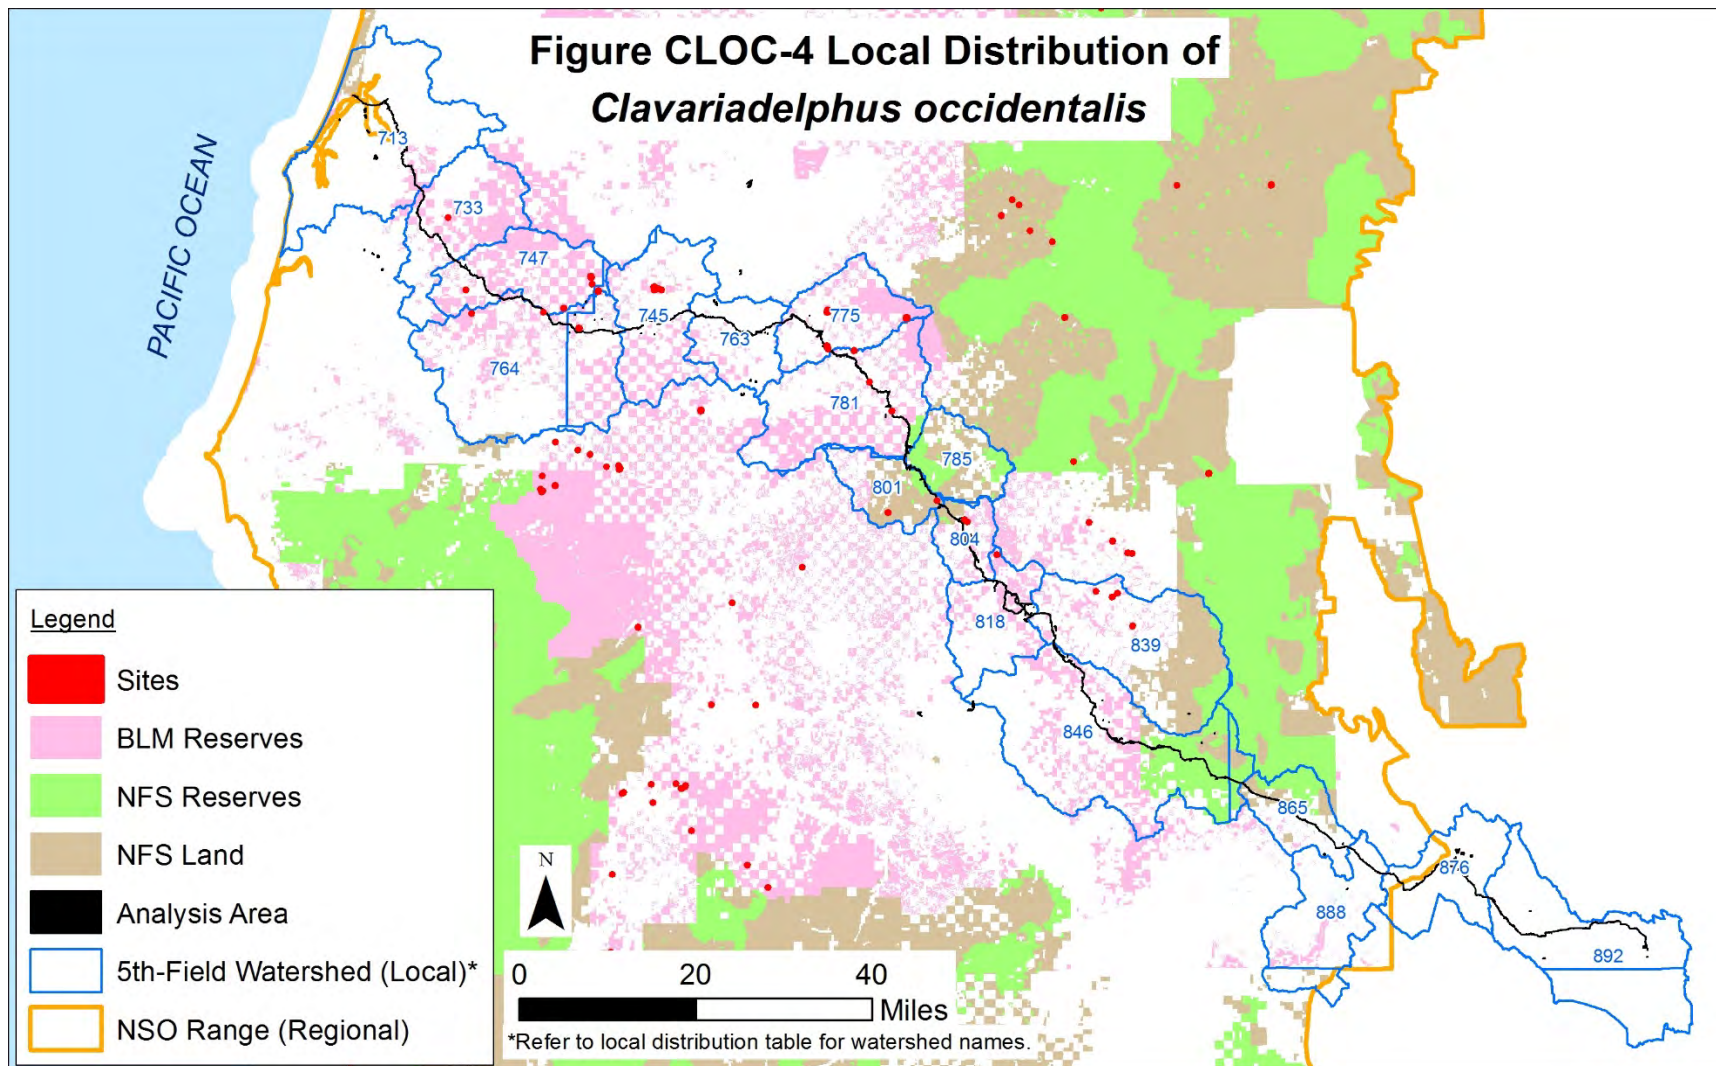 Figure CLOC-4 Local Distribution of
Clavariadelphus occidentalis
PACIFIC OCEAN
713
733
747
745
764
763
775
781
785
801
804
818
839
846
865
876
888
892
Legend
Sites
BLM Reserves
NFS Reserves
NFS Land
Analysis Area
5th-Field Watershed (Local)*
NSO Range (Regional)
N
0 20 40
Miles
*Refer to local distribution table for watershed names.